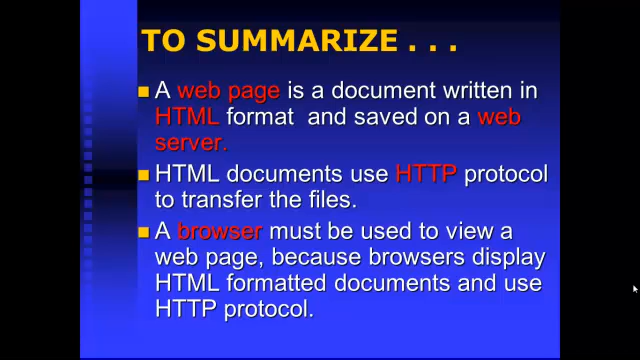 TO SUMMARIZE . . .
A web page is a document written in
HTML format and saved on a web
server.
HTML documents use HTTP protocol
to transfer the files.
A browser must be used to view a
web page, because browsers display
HTML formatted documents and use
HTTP protocol.